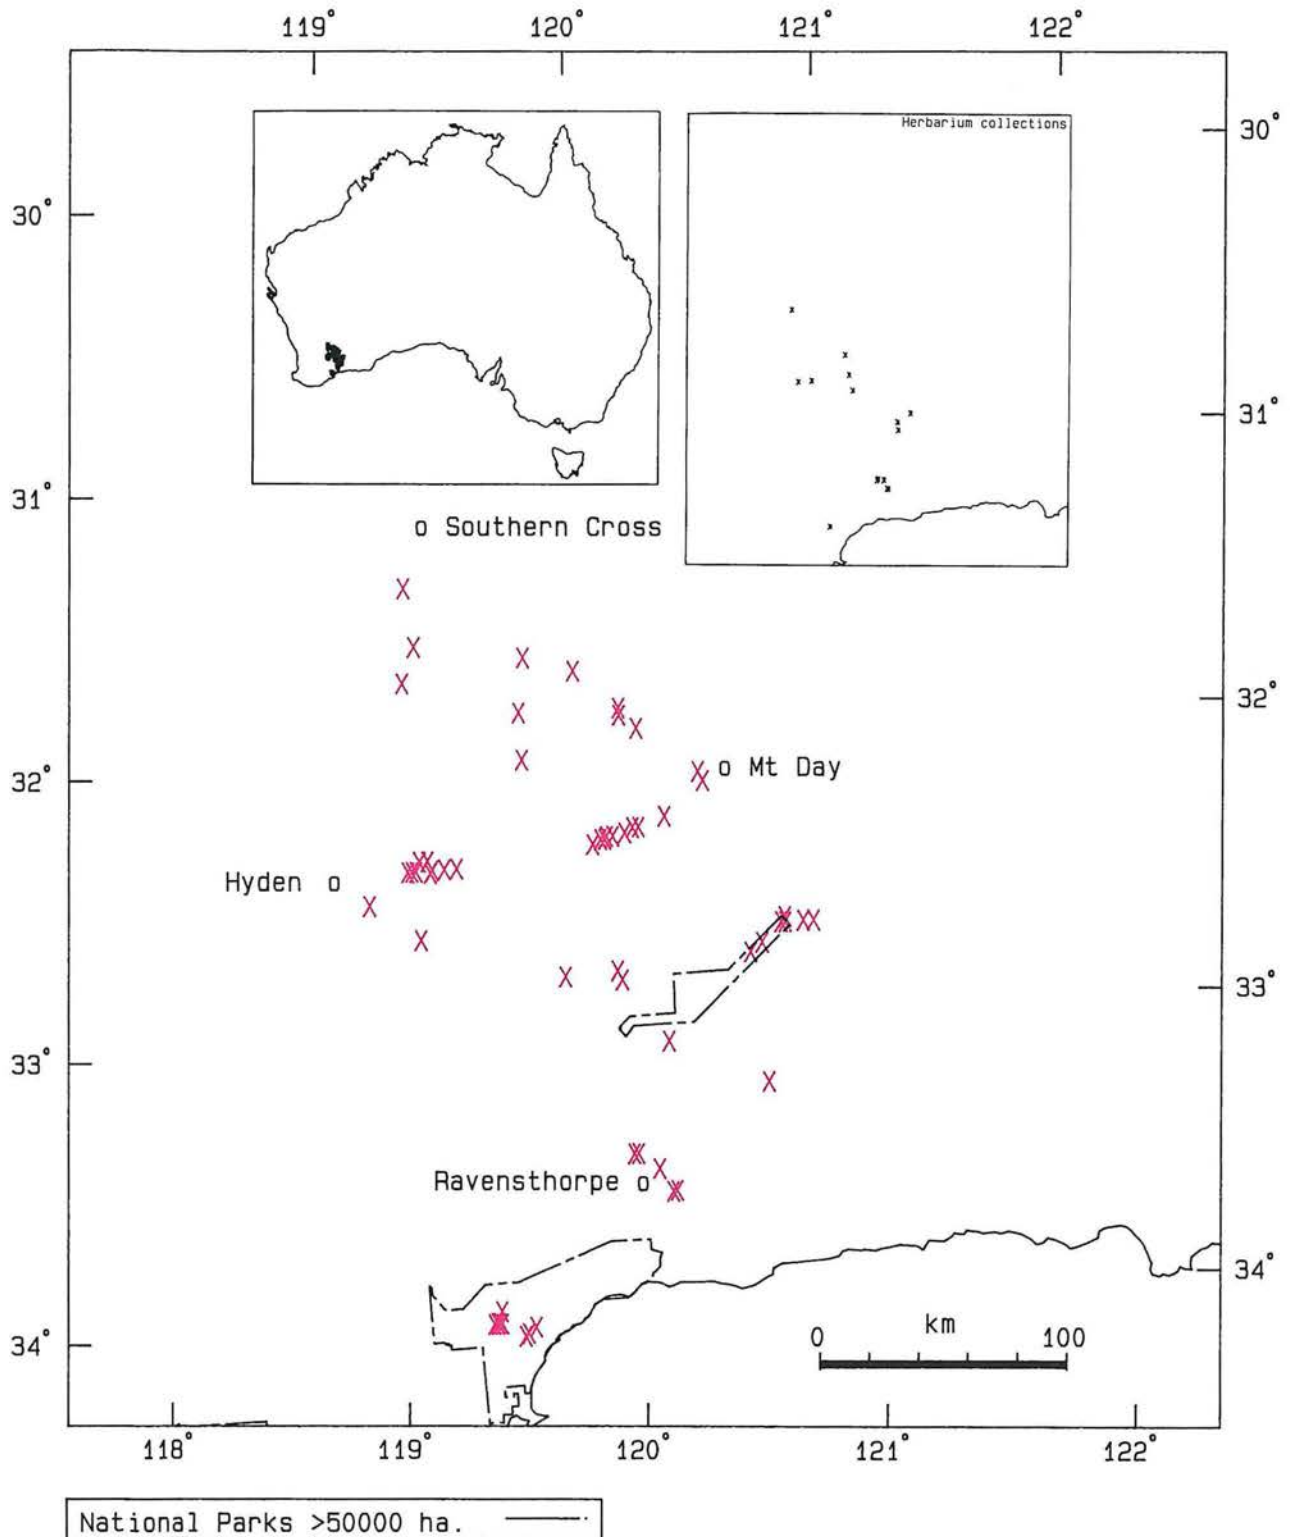 119° 120° 121° 122°
Herbarium collections
30°
30°
31°
31°
o Southern Cross
32°
32°
o Mt Day
Hyden o
33°
33°
Ravensthorpe o
34°
34°
0 km 100
118° 119° 120° 121° 122°
National Parks >50000 ha.